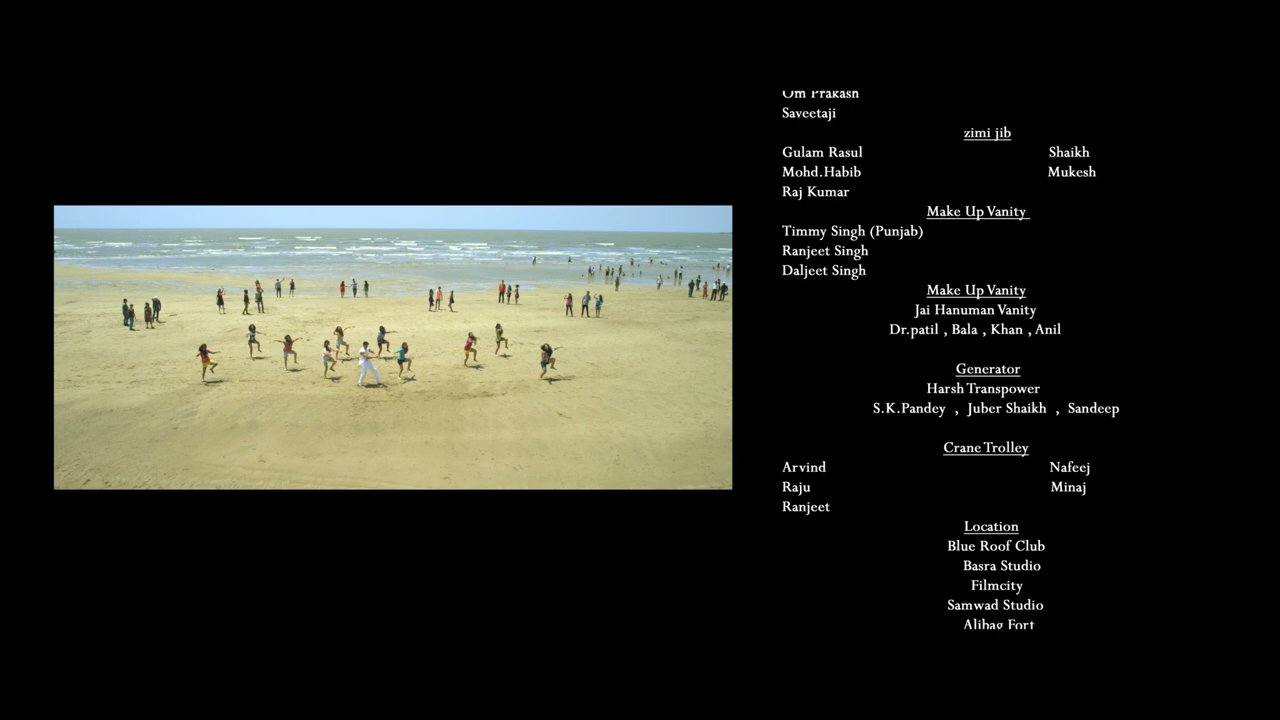 Om Prakash
Saveetaji
zimi jib
Gulam Rasul Shaikh
Mohd.Habib Mukesh
Raj Kumar
Make Up Vanity
Timmy Singh (Punjab)
Ranjeet Singh
Daljeet Singh
Make Up Vanity
Jai Hanuman Vanity
Dr.patil , Bala , Khan , Anil
Generator
Harsh Transpower
S.K.Pandey , Juber Shaikh , Sandeep
Crane Trolley
Arvind Nafeej
Raju Minaj
Ranjeet
Location
Blue Roof Club
Basra Studio
Filmcity
Samwad Studio
Alibag Fort